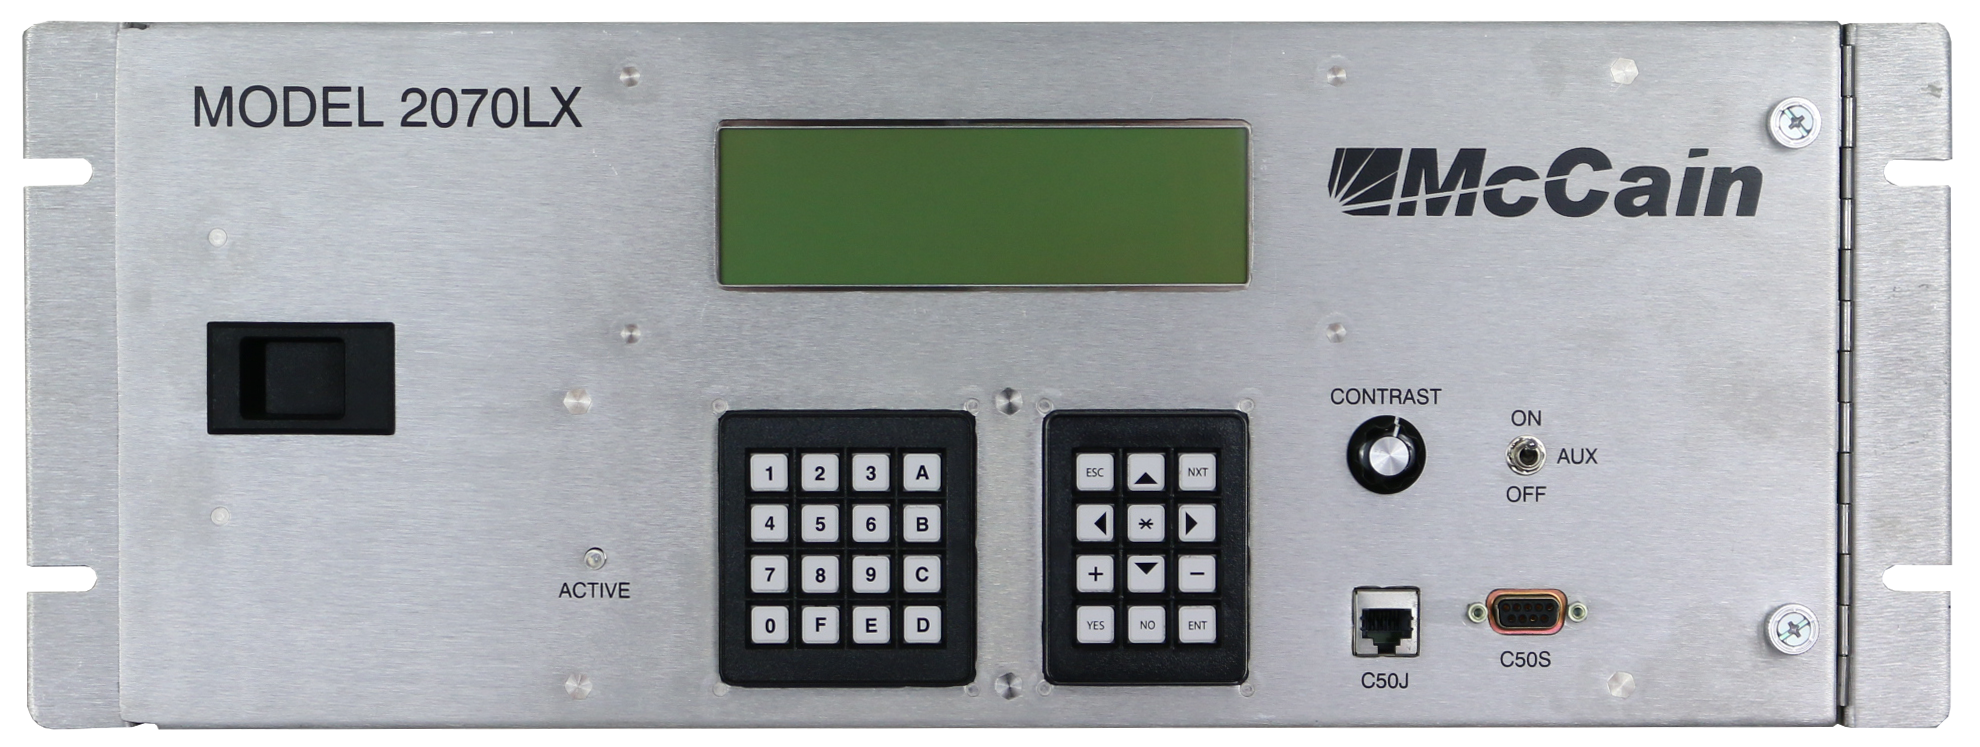 MODEL 2070LX
McCain
CONTRAST
ON
AUX
OFF
1 2 3 A
4 5 6 B
7 8 9 C
0 F E D
ESC NXT
*
+ -
YES NO ENT
ACTIVE
C50J
C50S